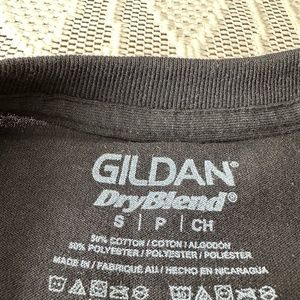 GILDAN®
DryBlend®
S | P | CH
50% COTTON / COTON / ALGODÓN
50% POLYESTER / POLYESTER / POLIÉSTER
MADE IN / FABRIQUÉ AU / HECHO EN NICARAGUA